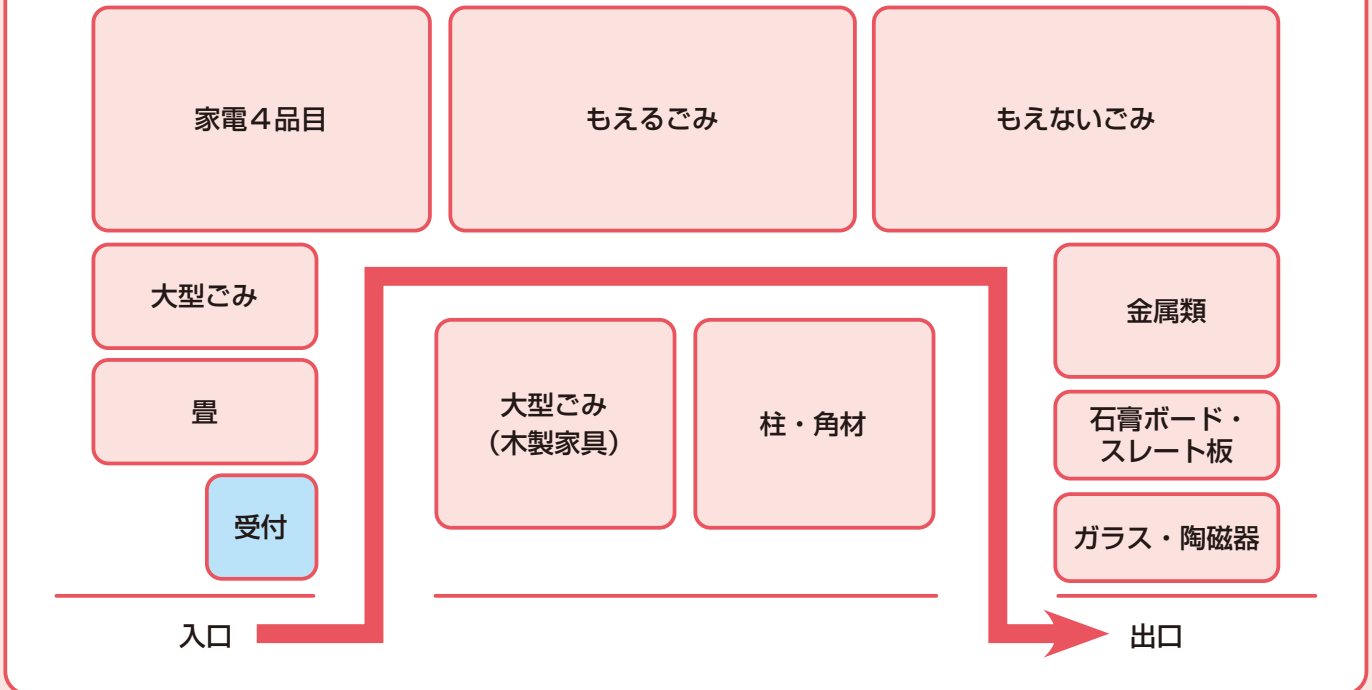 家電4品目
もえるごみ
もえないごみ
大型ごみ
畳
受付
大型ごみ
（木製家具）
柱・角材
金属類
石膏ボード・
スレート板
ガラス・陶磁器
入口
出口